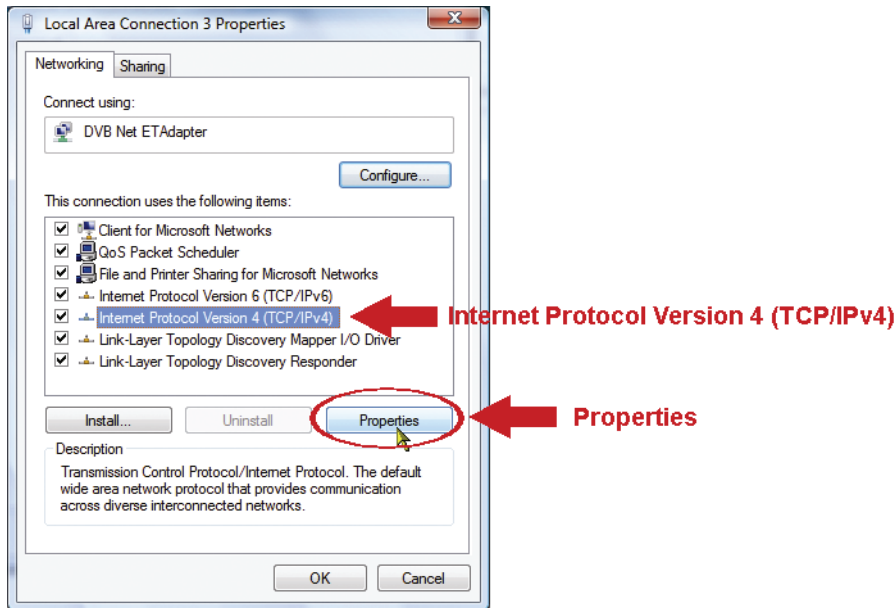 Local Area Connection 3 Properties
Networking
Sharing
Connect using:
DVB Net ETAdapter
Configure...
This connection uses the following items:
Client for Microsoft Networks
QoS Packet Scheduler
File and Printer Sharing for Microsoft Networks
Internet Protocol Version 6 (TCP/IPv6)
Internet Protocol Version 4 (TCP/IPv4)
Internet Protocol Version 4 (TCP/IPv4)
Link-Layer Topology Discovery Mapper I/O Driver
Link-Layer Topology Discovery Responder
Install...
Uninstall
Properties
Properties
Description
Transmission Control Protocol/Internet Protocol. The default
wide area network protocol that provides communication
across diverse interconnected networks.
OK
Cancel